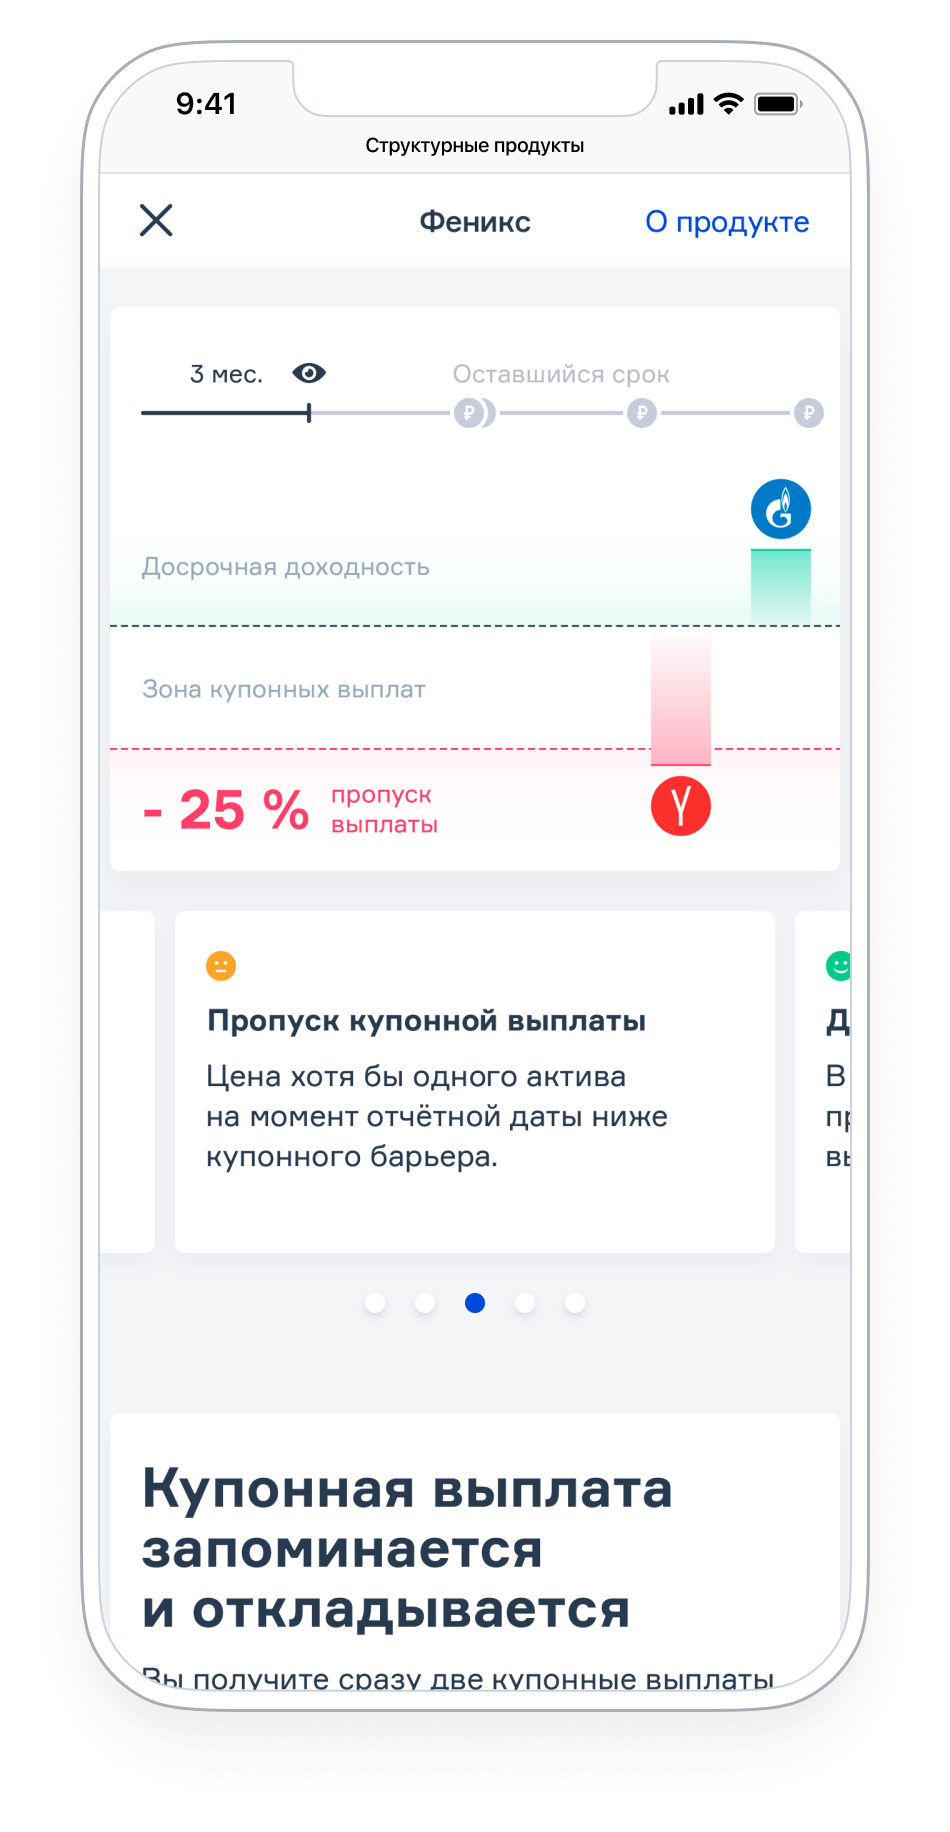 9:41
Структурные продукты
Феникс
О продукте
3 мес.
Оставшийся срок
₽
₽
₽
Досрочная доходность
Зона купонных выплат
- 25 %
пропуск
выплаты
Пропуск купонной выплаты
Цена хотя бы одного актива
на момент отчётной даты ниже
купонного барьера.
Д
В
пр
вы
Купонная выплата
запоминается
и откладывается
Вы получите сразу две купонные выплаты